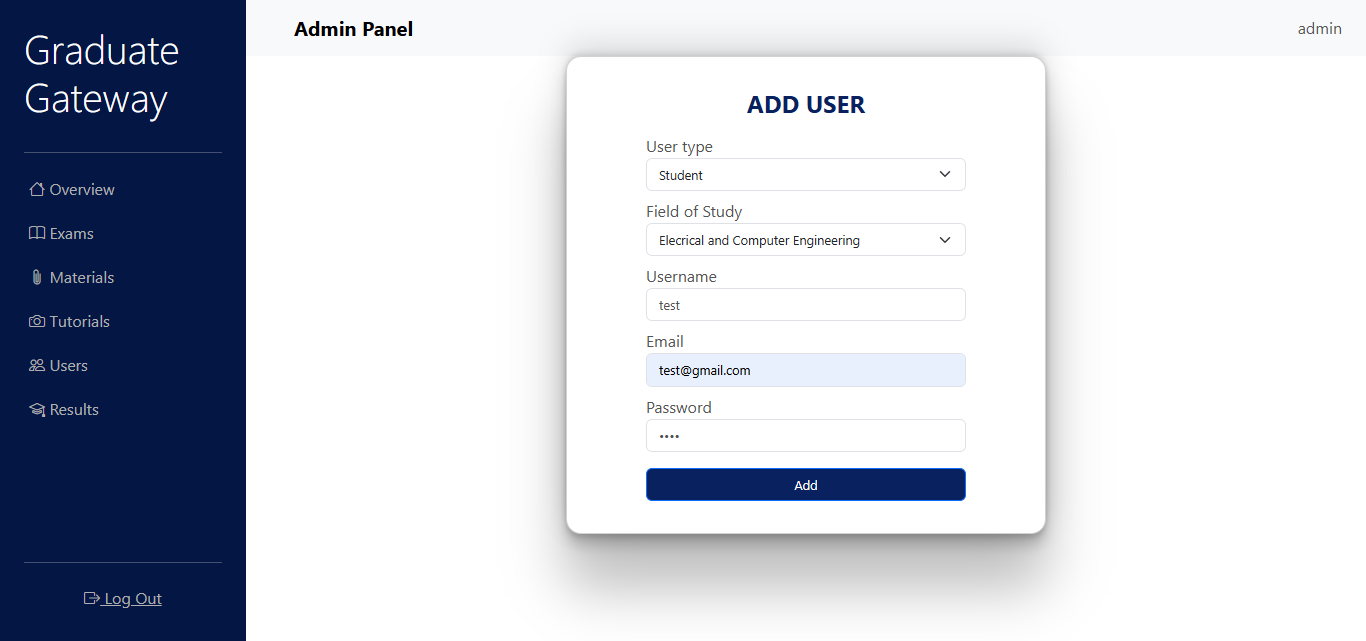 Graduate
Gateway
Overview
Exams
Materials
Tutorials
Users
Results
Log Out
Admin Panel
admin
ADD USER
User type
Student
Field of Study
Elecrical and Computer Engineering
Username
test
Email
test@gmail.com
Password
••••
Add